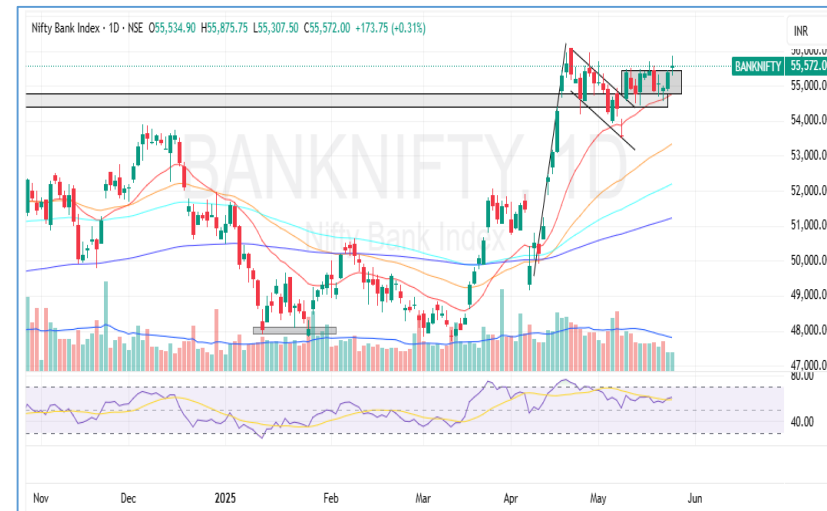 Nifty Bank Index · 1D · NSE O55,534.90 H55,875.75 L55,307.50 C55,572.00 +173.75 (+0.31%)
INR
BANKNIFTY 55,572.0
55,000.0
54,000.0
53,000.0
52,000.0
51,000.0
50,000.0
49,000.0
48,000.0
47,000.0
80.00
40.00
BANKNIFTY, 1D
Nifty Bank Index
Nov Dec 2025 Feb Mar Apr May Jun